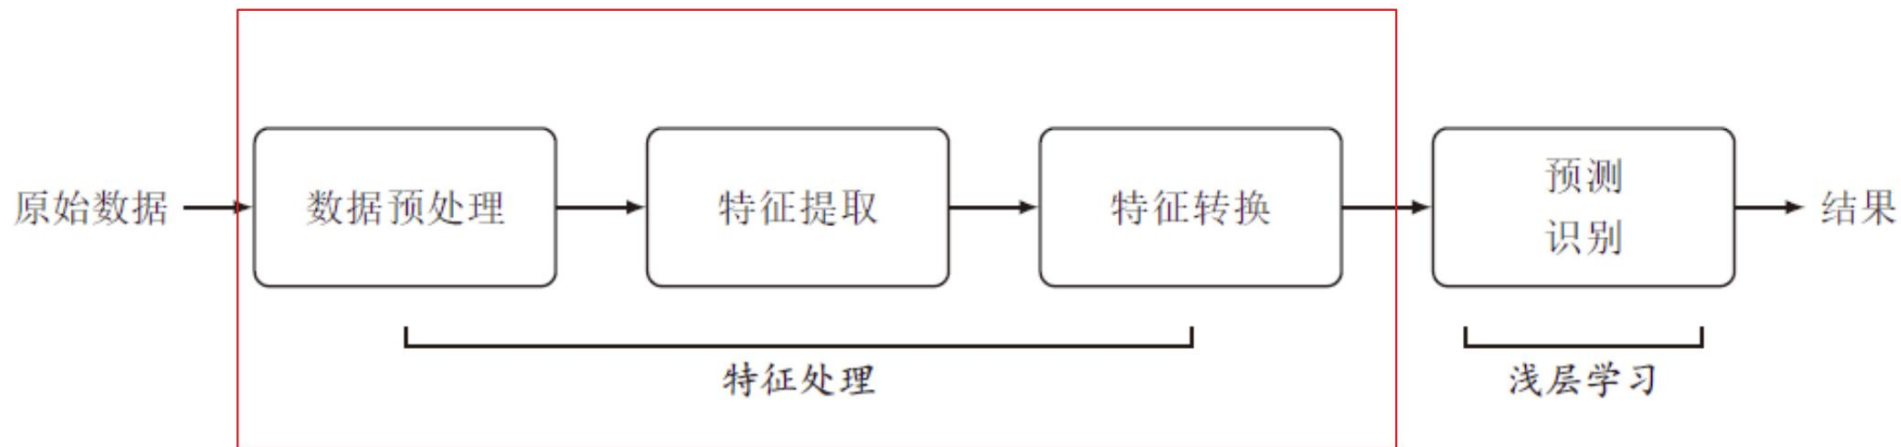 原始数据
数据预处理
特征提取
特征转换
预测
识别
结果
特征处理
浅层学习